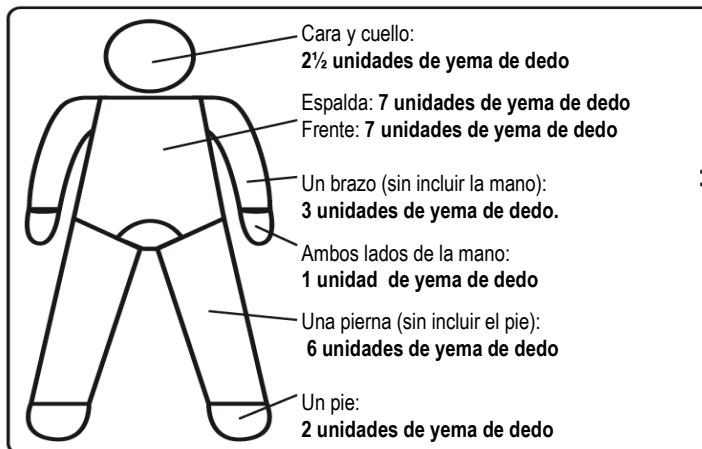 Cara y cuello:
2½ unidades de yema de dedo
Espalda: 7 unidades de yema de dedo
Frente: 7 unidades de yema de dedo
Un brazo (sin incluir la mano):
3 unidades de yema de dedo.
Ambos lados de la mano:
1 unidad de yema de dedo
Una pierna (sin incluir el pie):
6 unidades de yema de dedo
Un pie:
2 unidades de yema de dedo